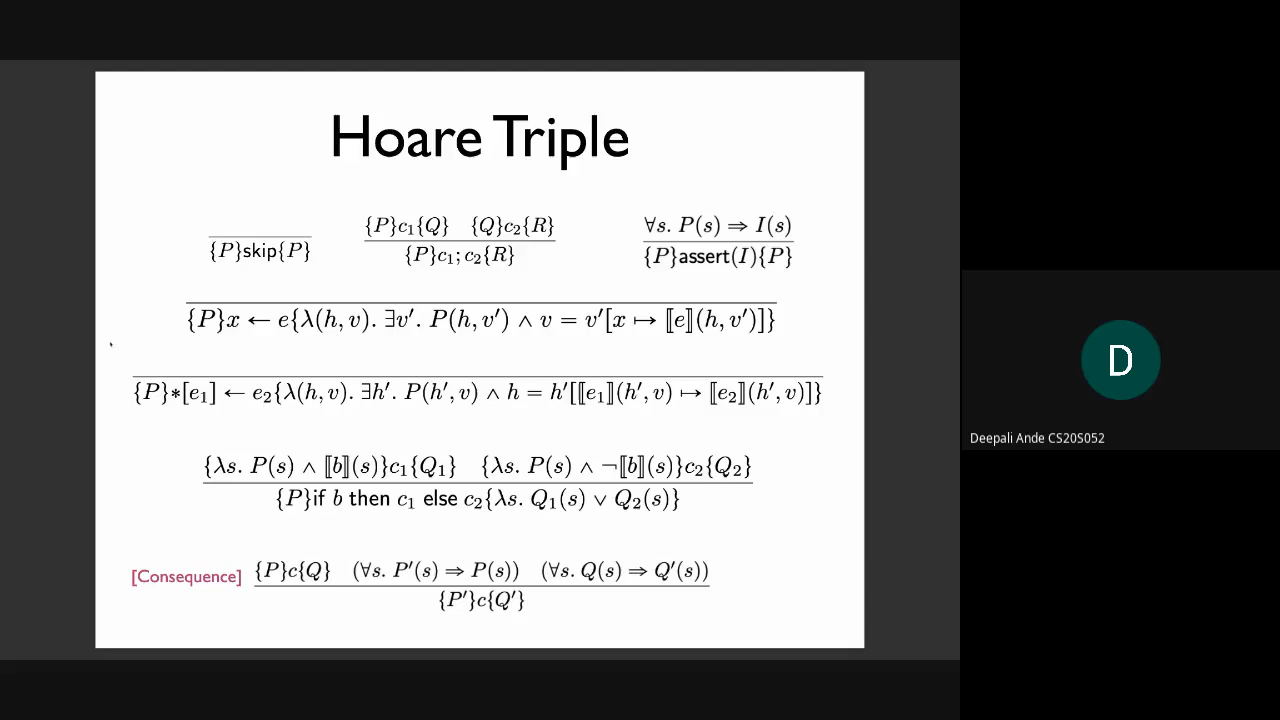 Hoare Triple
{P}c₁{Q} {Q}c₂{R} ∀s. P(s) ⇒ I(s)
{P}skip{P} {P}c₁; c₂{R} {P}assert(I){P}
{P}x ← e{λ(h, v). ∃v′. P(h, v′) ∧ v = v′[x ↦ ⟦e⟧(h, v′)]}
{P}*[e₁] ← e₂{λ(h, v). ∃h′. P(h′, v) ∧ h = h′[⟦e₁⟧(h′, v) ↦ ⟦e₂⟧(h′, v)]}
{λs. P(s) ∧ ⟦b⟧(s)}c₁{Q₁} {λs. P(s) ∧ ¬⟦b⟧(s)}c₂{Q₂}
{P}if b then c₁ else c₂{λs. Q₁(s) ∨ Q₂(s)}
[Consequence] {P}c{Q} (∀s. P′(s) ⇒ P(s)) (∀s. Q(s) ⇒ Q′(s))
{P′}c{Q′}
D
Deepali Ande CS20S052